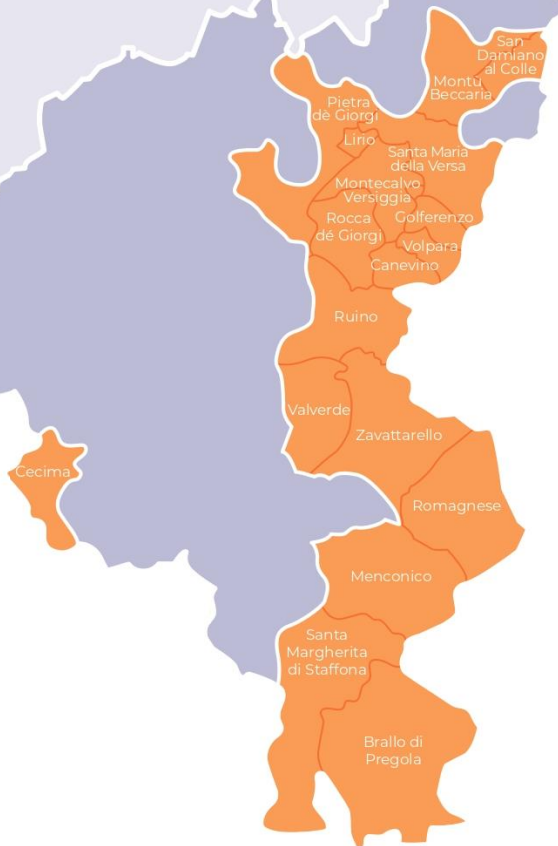 San
Damiano
al Colle
Montù
Beccaria
Pietra
dè Giorgi
Lirio
Santa Maria
della Versa
Montecalvo
Versiggia
Rocca
dé Giorgi
Golferenzo
Volpara
Canevino
Ruino
Valverde
Zavattarello
Cecima
Romagnese
Menconico
Santa
Margherita
di Staffona
Brallo di
Pregola